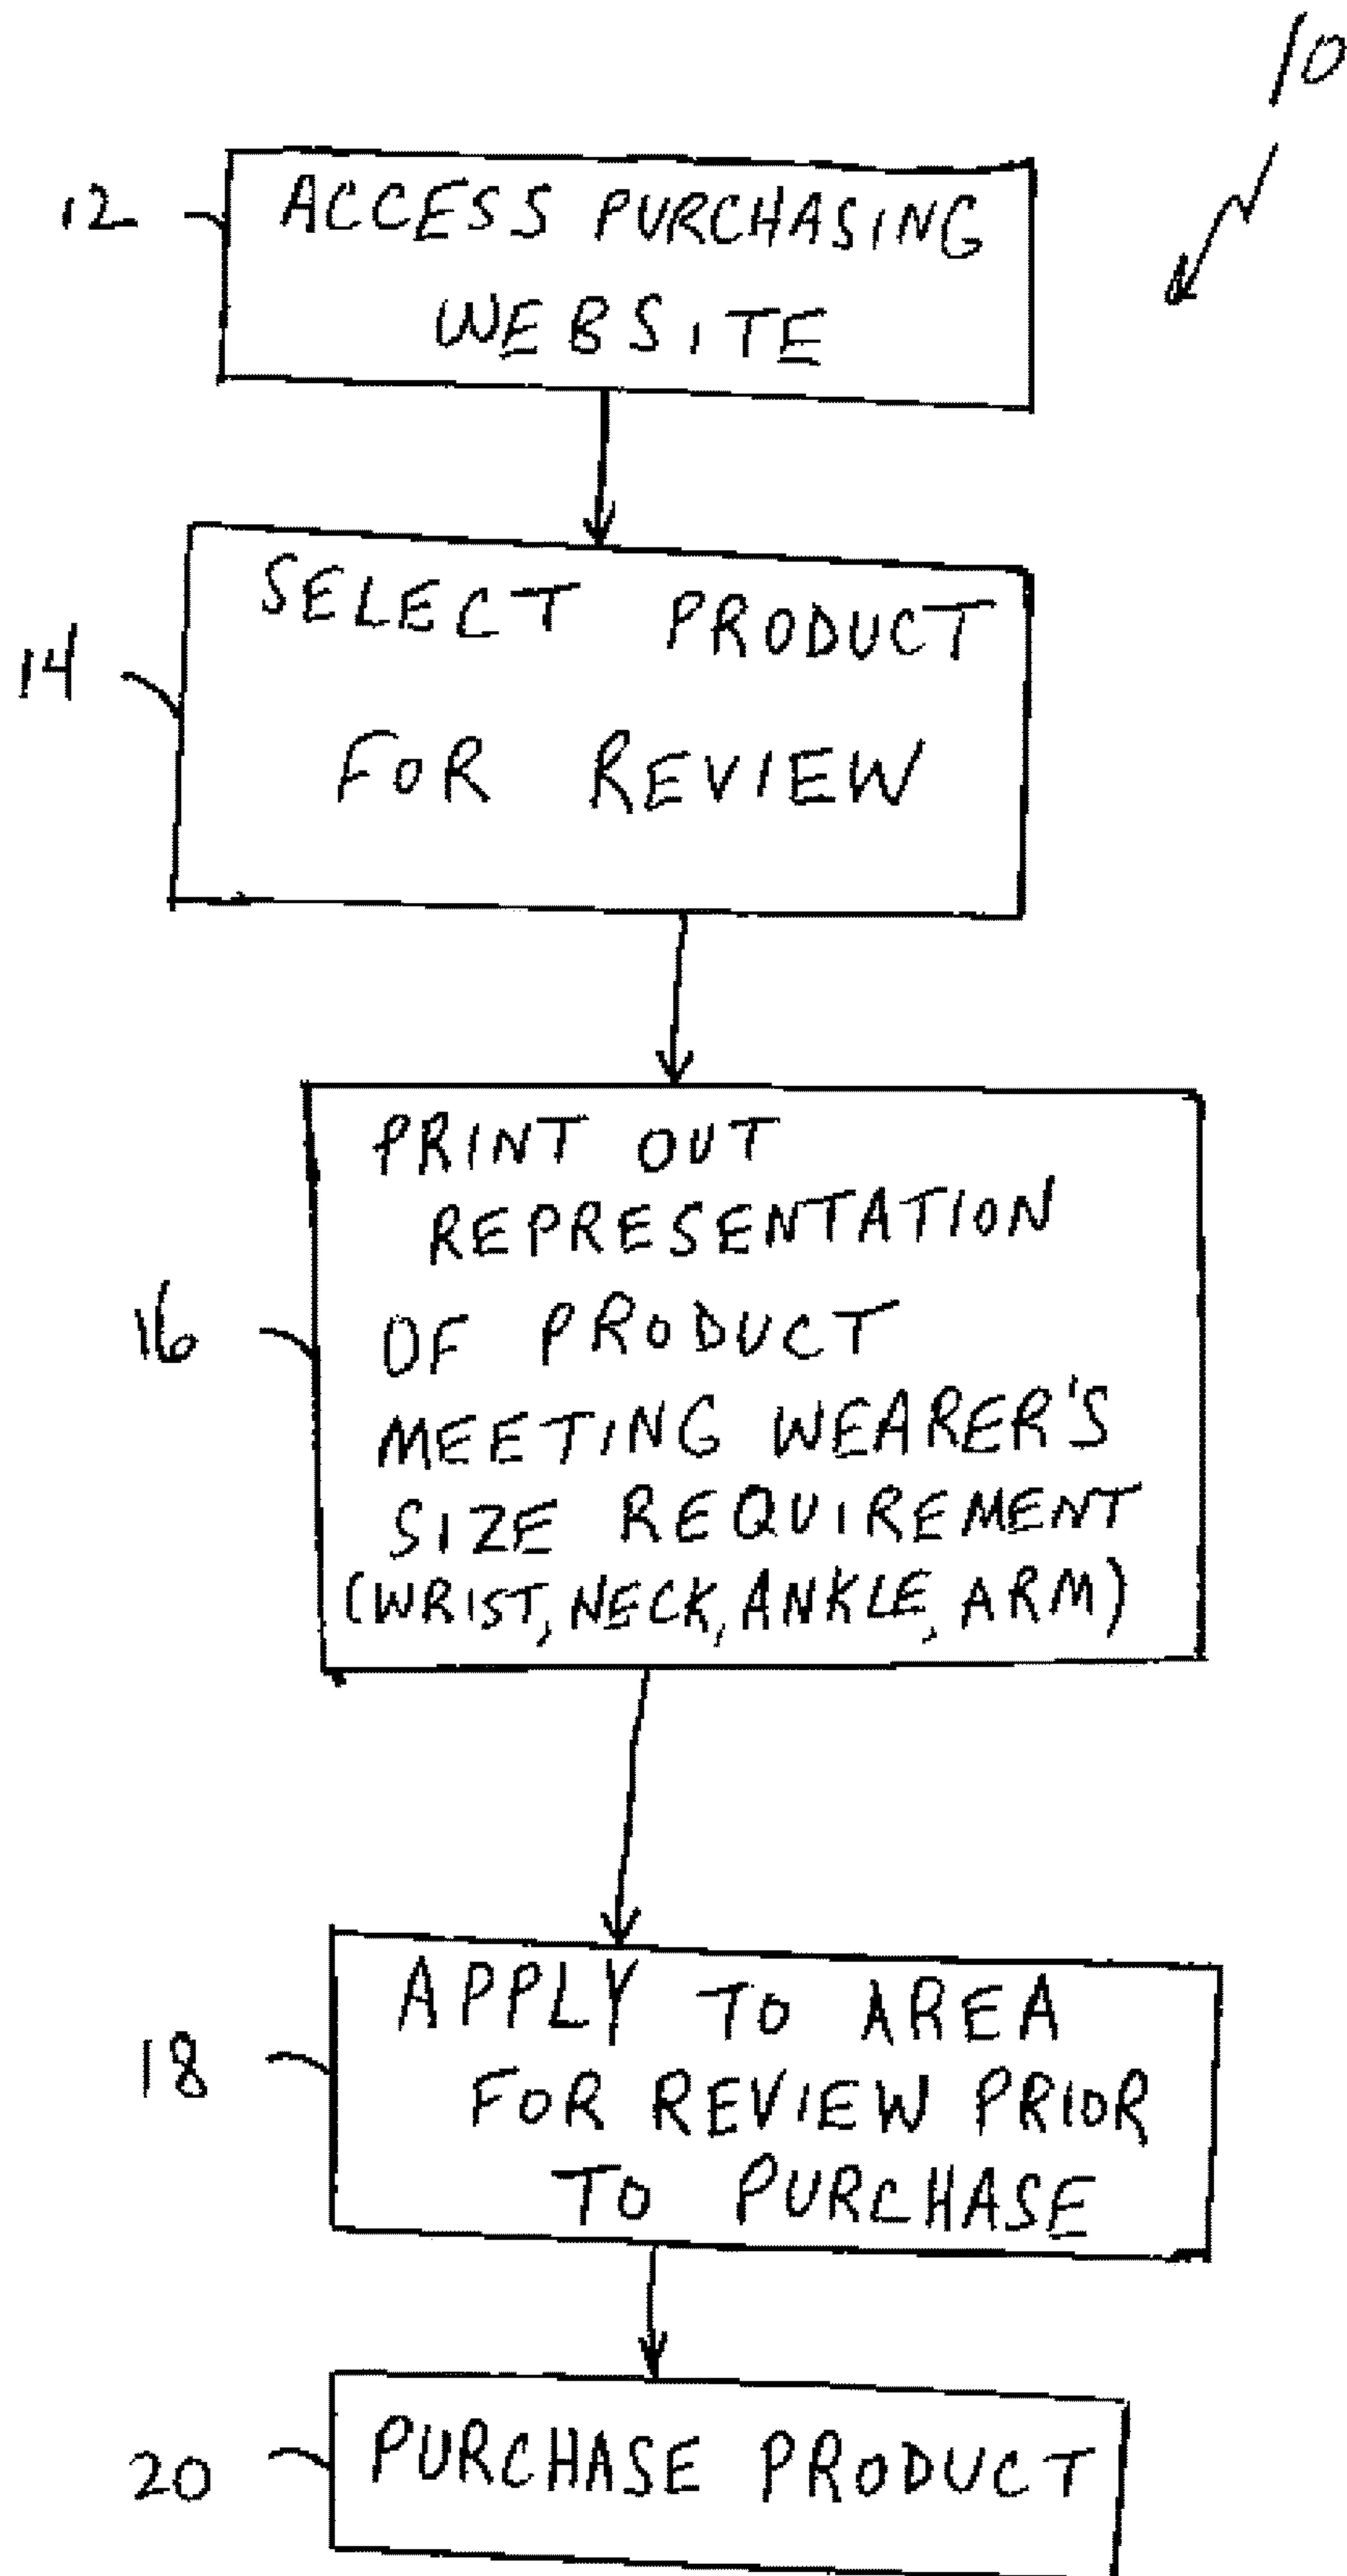 10
12
ACCESS PURCHASING
WEBSITE
14
SELECT PRODUCT
FOR REVIEW
16
PRINT OUT
REPRESENTATION
OF PRODUCT
MEETING WEARER'S
SIZE REQUIREMENT
(WRIST, NECK, ANKLE, ARM)
18
APPLY TO AREA
FOR REVIEW PRIOR
TO PURCHASE
20
PURCHASE PRODUCT